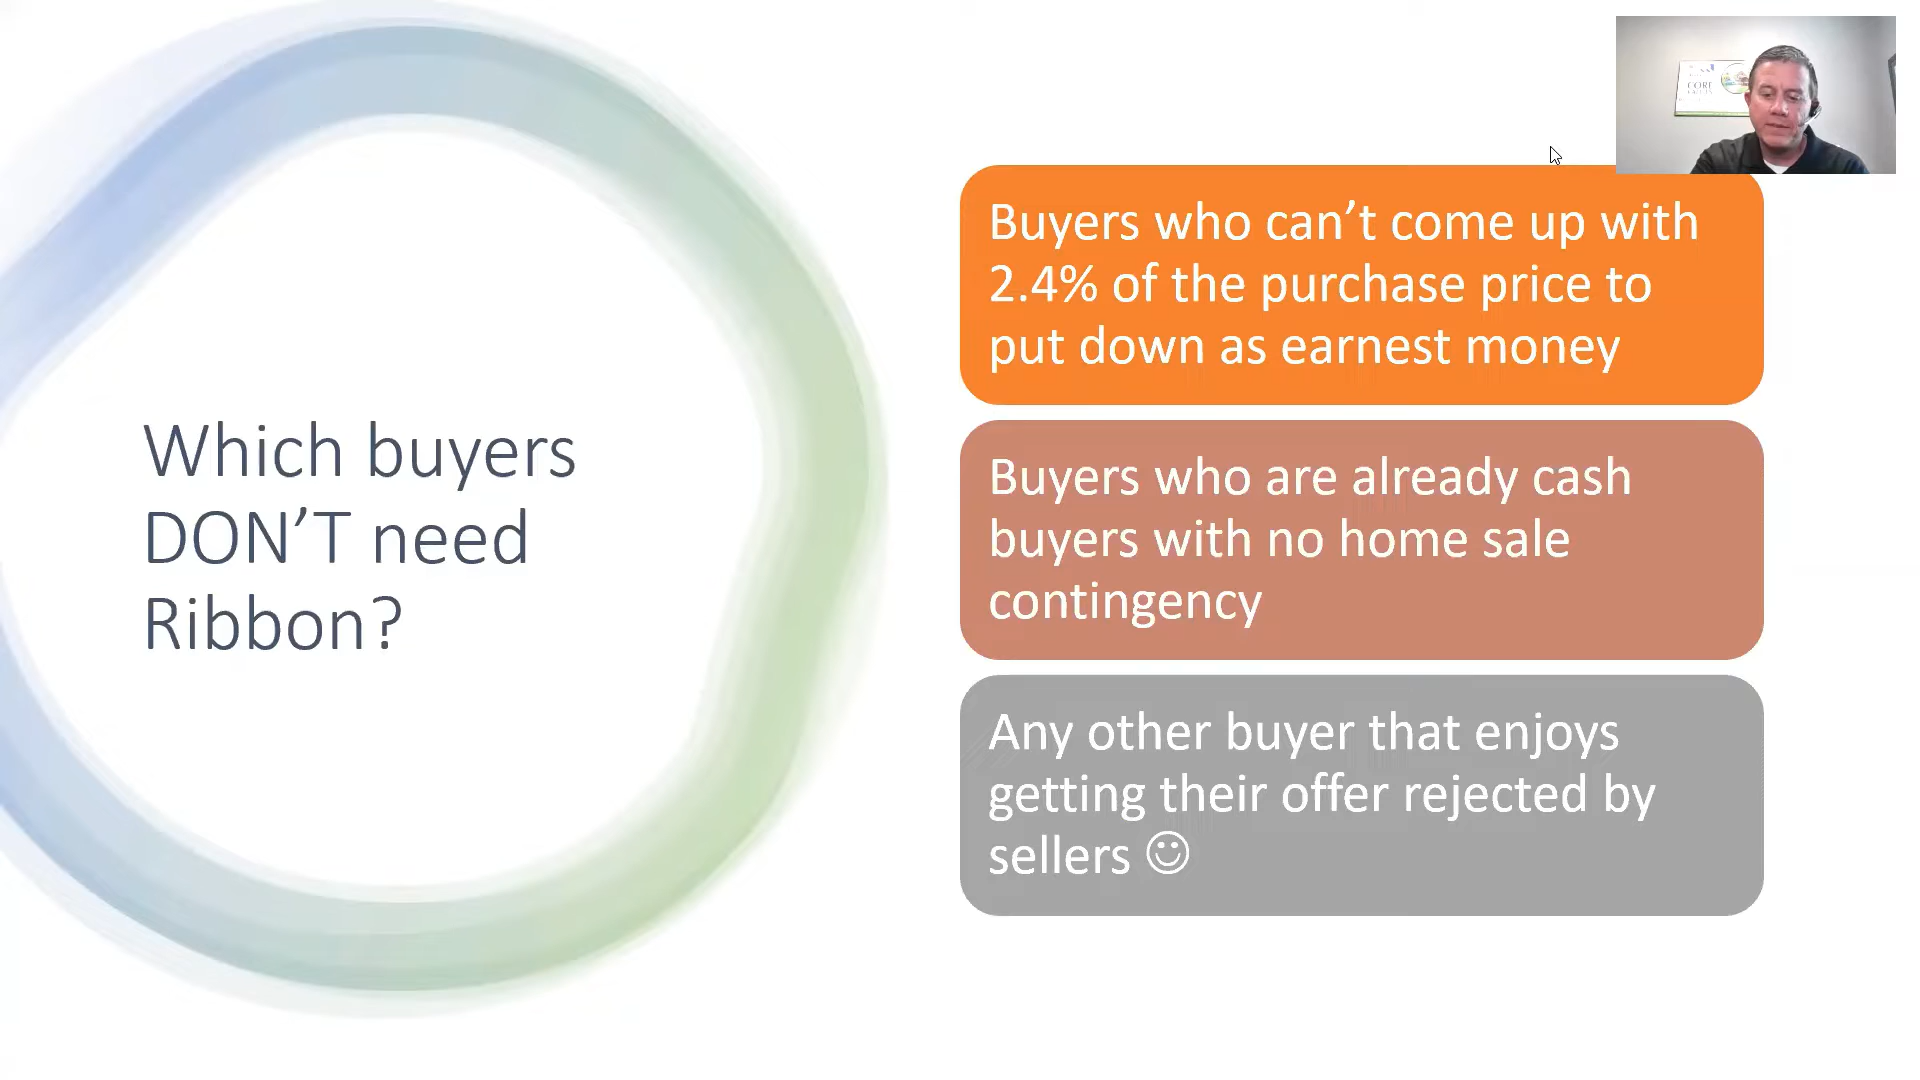 Which buyers
DON’T need
Ribbon?
Buyers who can’t come up with
2.4% of the purchase price to
put down as earnest money
Buyers who are already cash
buyers with no home sale
contingency
Any other buyer that enjoys
getting their offer rejected by
sellers ☺
CORE